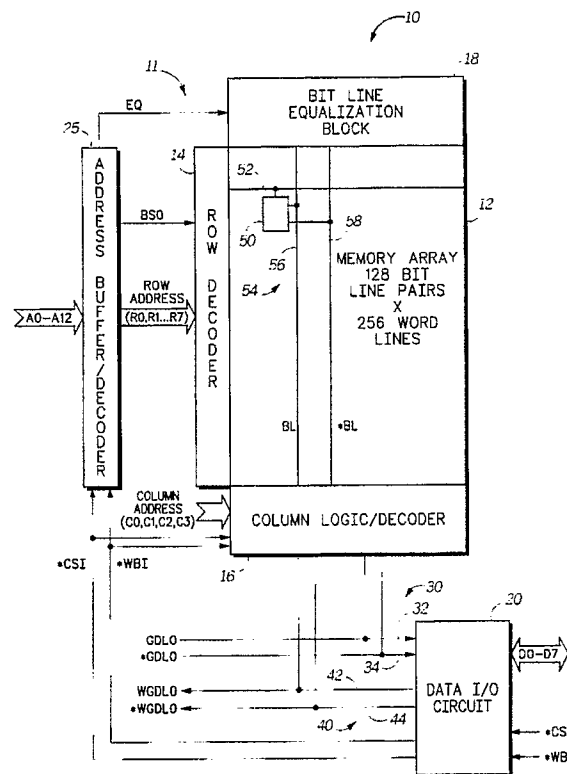 10
18
11
BIT LINE
EQUALIZATION
BLOCK
EQ
25
14
52
12
ADDRESS BUFFER/DECODER
BSO
ROW DECODER
50
58
56
54
MEMORY ARRAY
128 BIT
LINE PAIRS
X
256 WORD
LINES
ROW
ADDRESS
(R0,R1...R7)
A0-A12
BL
*BL
COLUMN
ADDRESS
(C0,C1,C2,C3)
COLUMN LOGIC/DECODER
*CSI
*WBI
16
30
32
20
GDLO
*GDLO
34
D0-D7
WGDLO
42
DATA I/O
CIRCUIT
*WGDLO
40
44
*CS
*WB